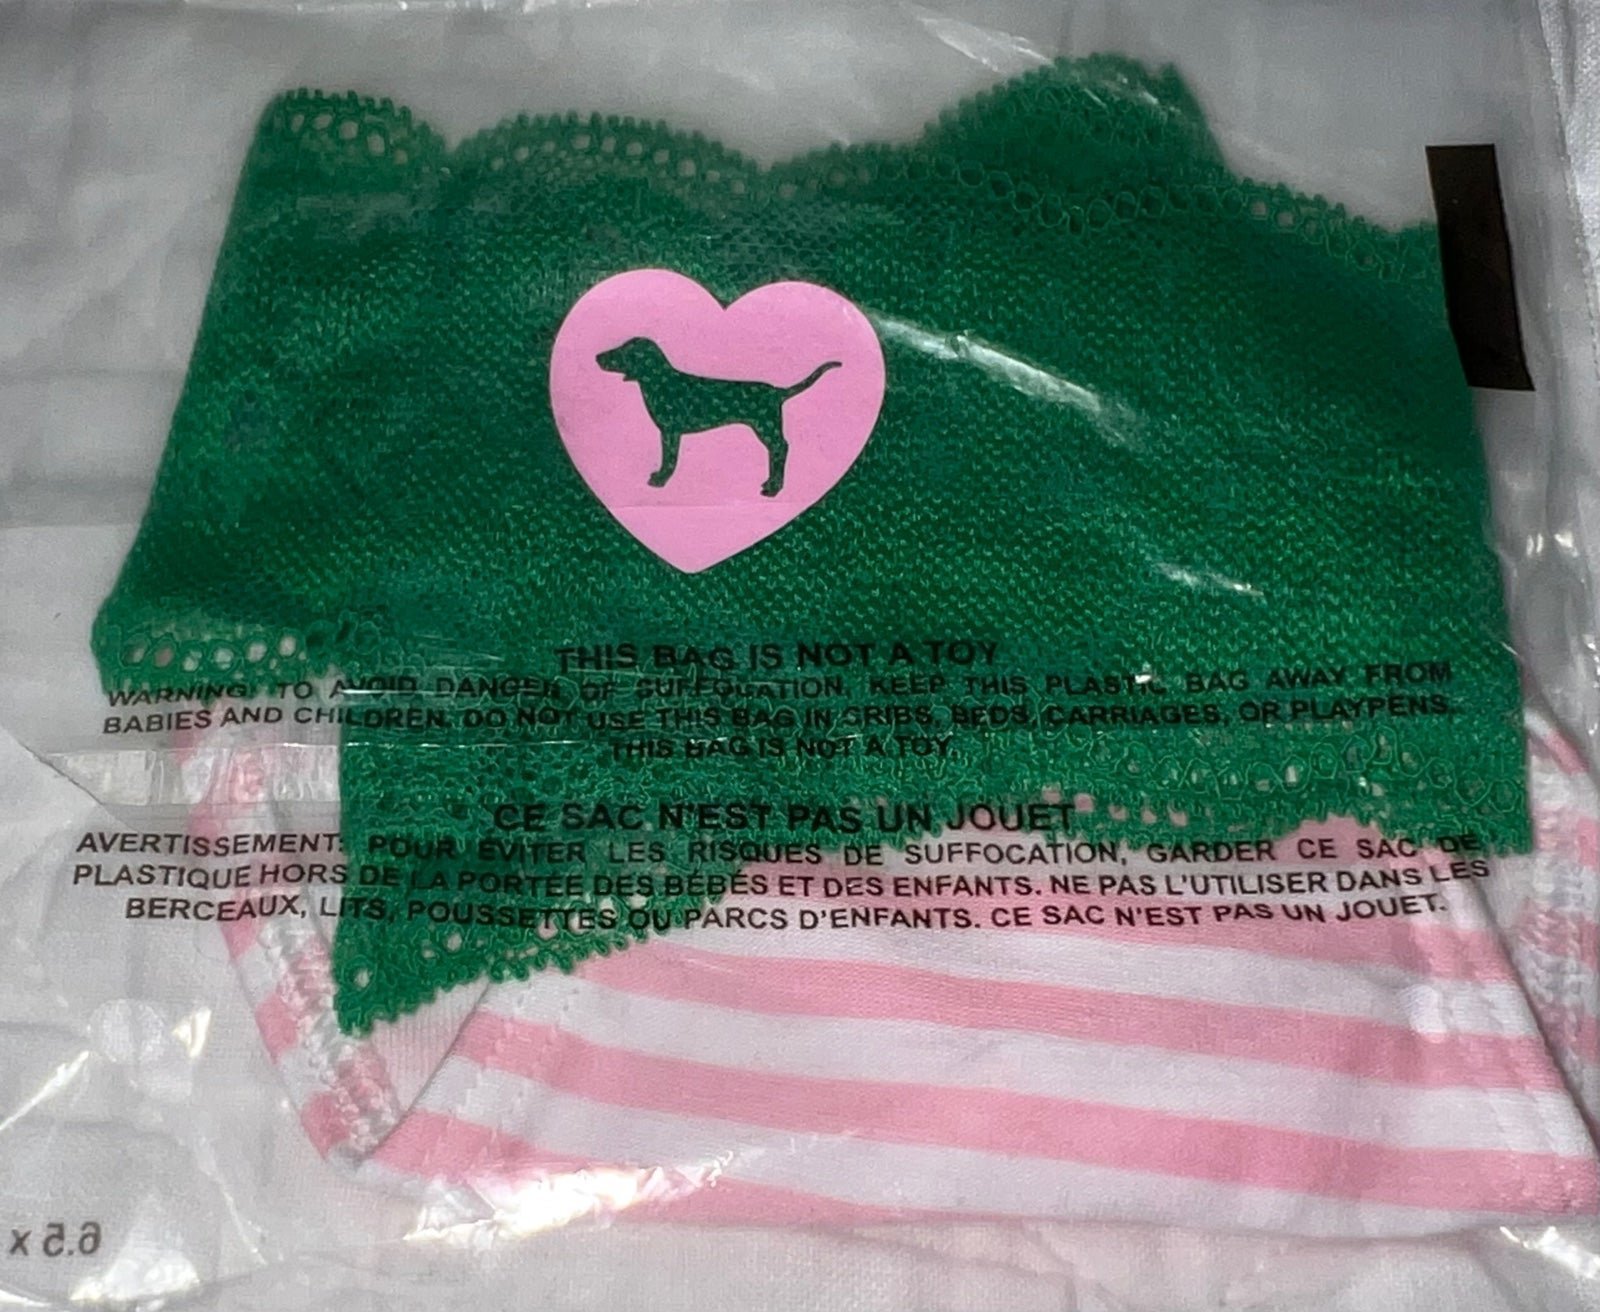 THIS BAG IS NOT A TOY
WARNING! TO AVOID DANGER OF SUFFOCATION, KEEP THIS PLASTIC BAG AWAY FROM
BABIES AND CHILDREN. DO NOT USE THIS BAG IN CRIBS, BEDS, CARRIAGES, OR PLAYPENS.
THIS BAG IS NOT A TOY.
CE SAC N'EST PAS UN JOUET
AVERTISSEMENT: POUR ÉVITER LES RISQUES DE SUFFOCATION, GARDER CE SAC DE
PLASTIQUE HORS DE LA PORTÉE DES BÉBÉS ET DES ENFANTS. NE PAS L'UTILISER DANS LES
BERCEAUX, LITS, POUSSETTES OU PARCS D'ENFANTS. CE SAC N'EST PAS UN JOUET.
6.5 x